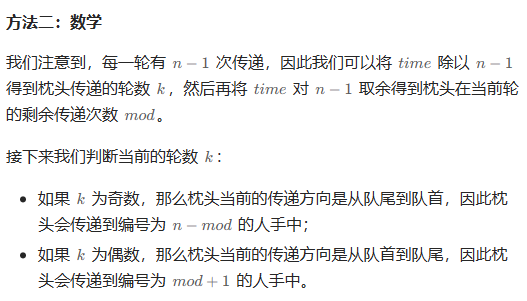 方法二：数学
我们注意到，每一轮有 n − 1 次传递，因此我们可以将 time 除以 n − 1
得到枕头传递的轮数 k，然后再将 time 对 n − 1 取余得到枕头在当前轮
的剩余传递次数 mod。
接下来我们判断当前的轮数 k：
• 如果 k 为奇数，那么枕头当前的传递方向是从队尾到队首，因此枕
头会传递到编号为 n − mod 的人手中；
• 如果 k 为偶数，那么枕头当前的传递方向是从队首到队尾，因此枕
头会传递到编号为 mod + 1 的人手中。